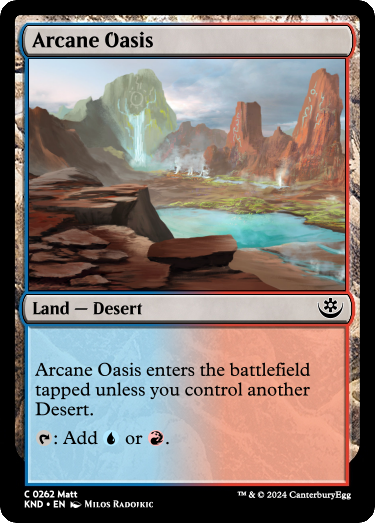 Arcane Oasis
Land — Desert
Arcane Oasis enters the battlefield
tapped unless you control another
Desert.
: Add or .
C 0262 Matt
KND • EN Milos Radojkic
™ & © 2024 CanterburyEgg